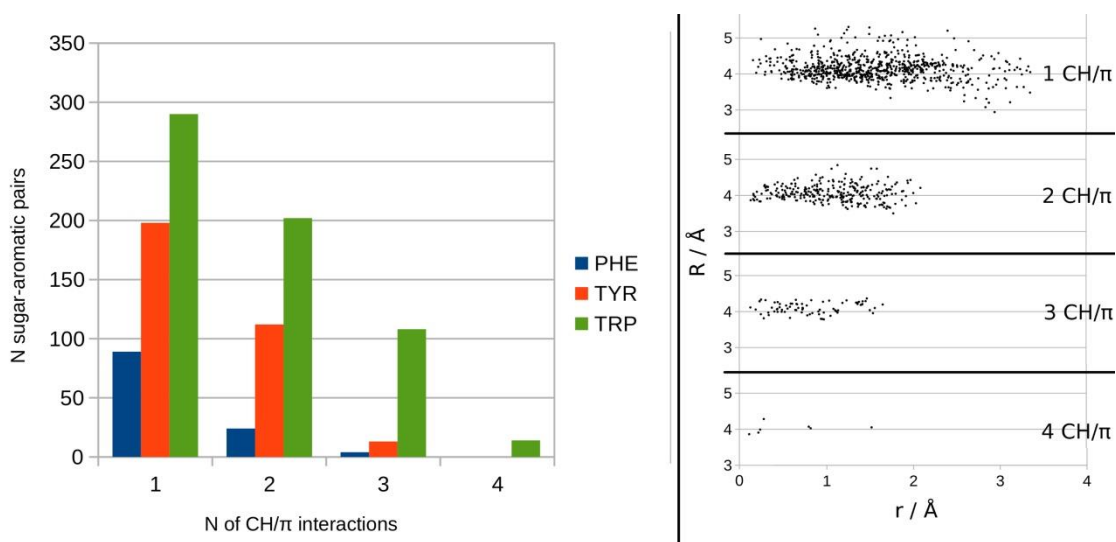 350
300
250
200
150
100
50
0
1 2 3 4
N sugar-aromatic pairs
N of CH/π interactions
PHE
TYR
TRP
5
4
3
1 CH/π
5
4
3
2 CH/π
5
4
3
3 CH/π
5
4
3
4 CH/π
0 1 2 3 4
R / Å
r / Å